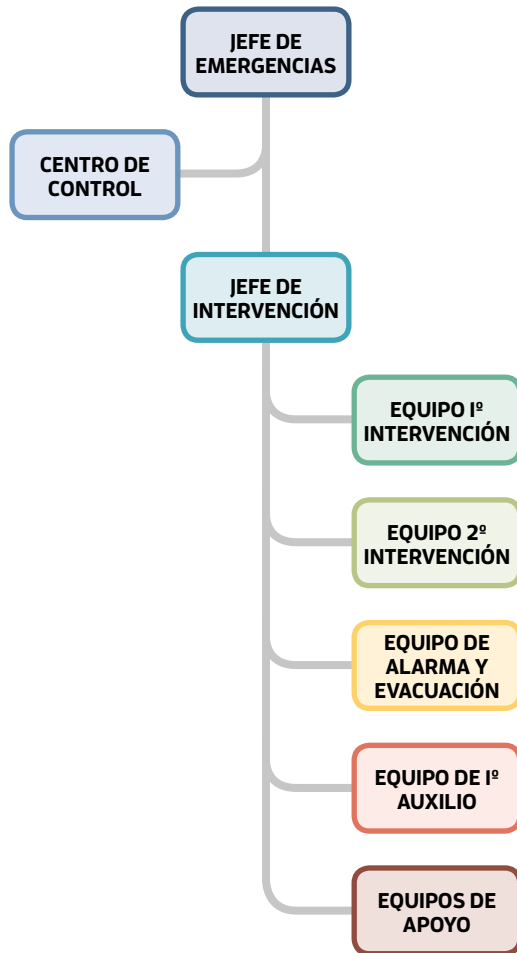 JEFE DE
EMERGENCIAS
CENTRO DE
CONTROL
JEFE DE
INTERVENCIÓN
EQUIPO Iº
INTERVENCIÓN
EQUIPO 2º
INTERVENCIÓN
EQUIPO DE
ALARMA Y
EVACUACIÓN
EQUIPO DE Iº
AUXILIO
EQUIPOS DE
APOYO